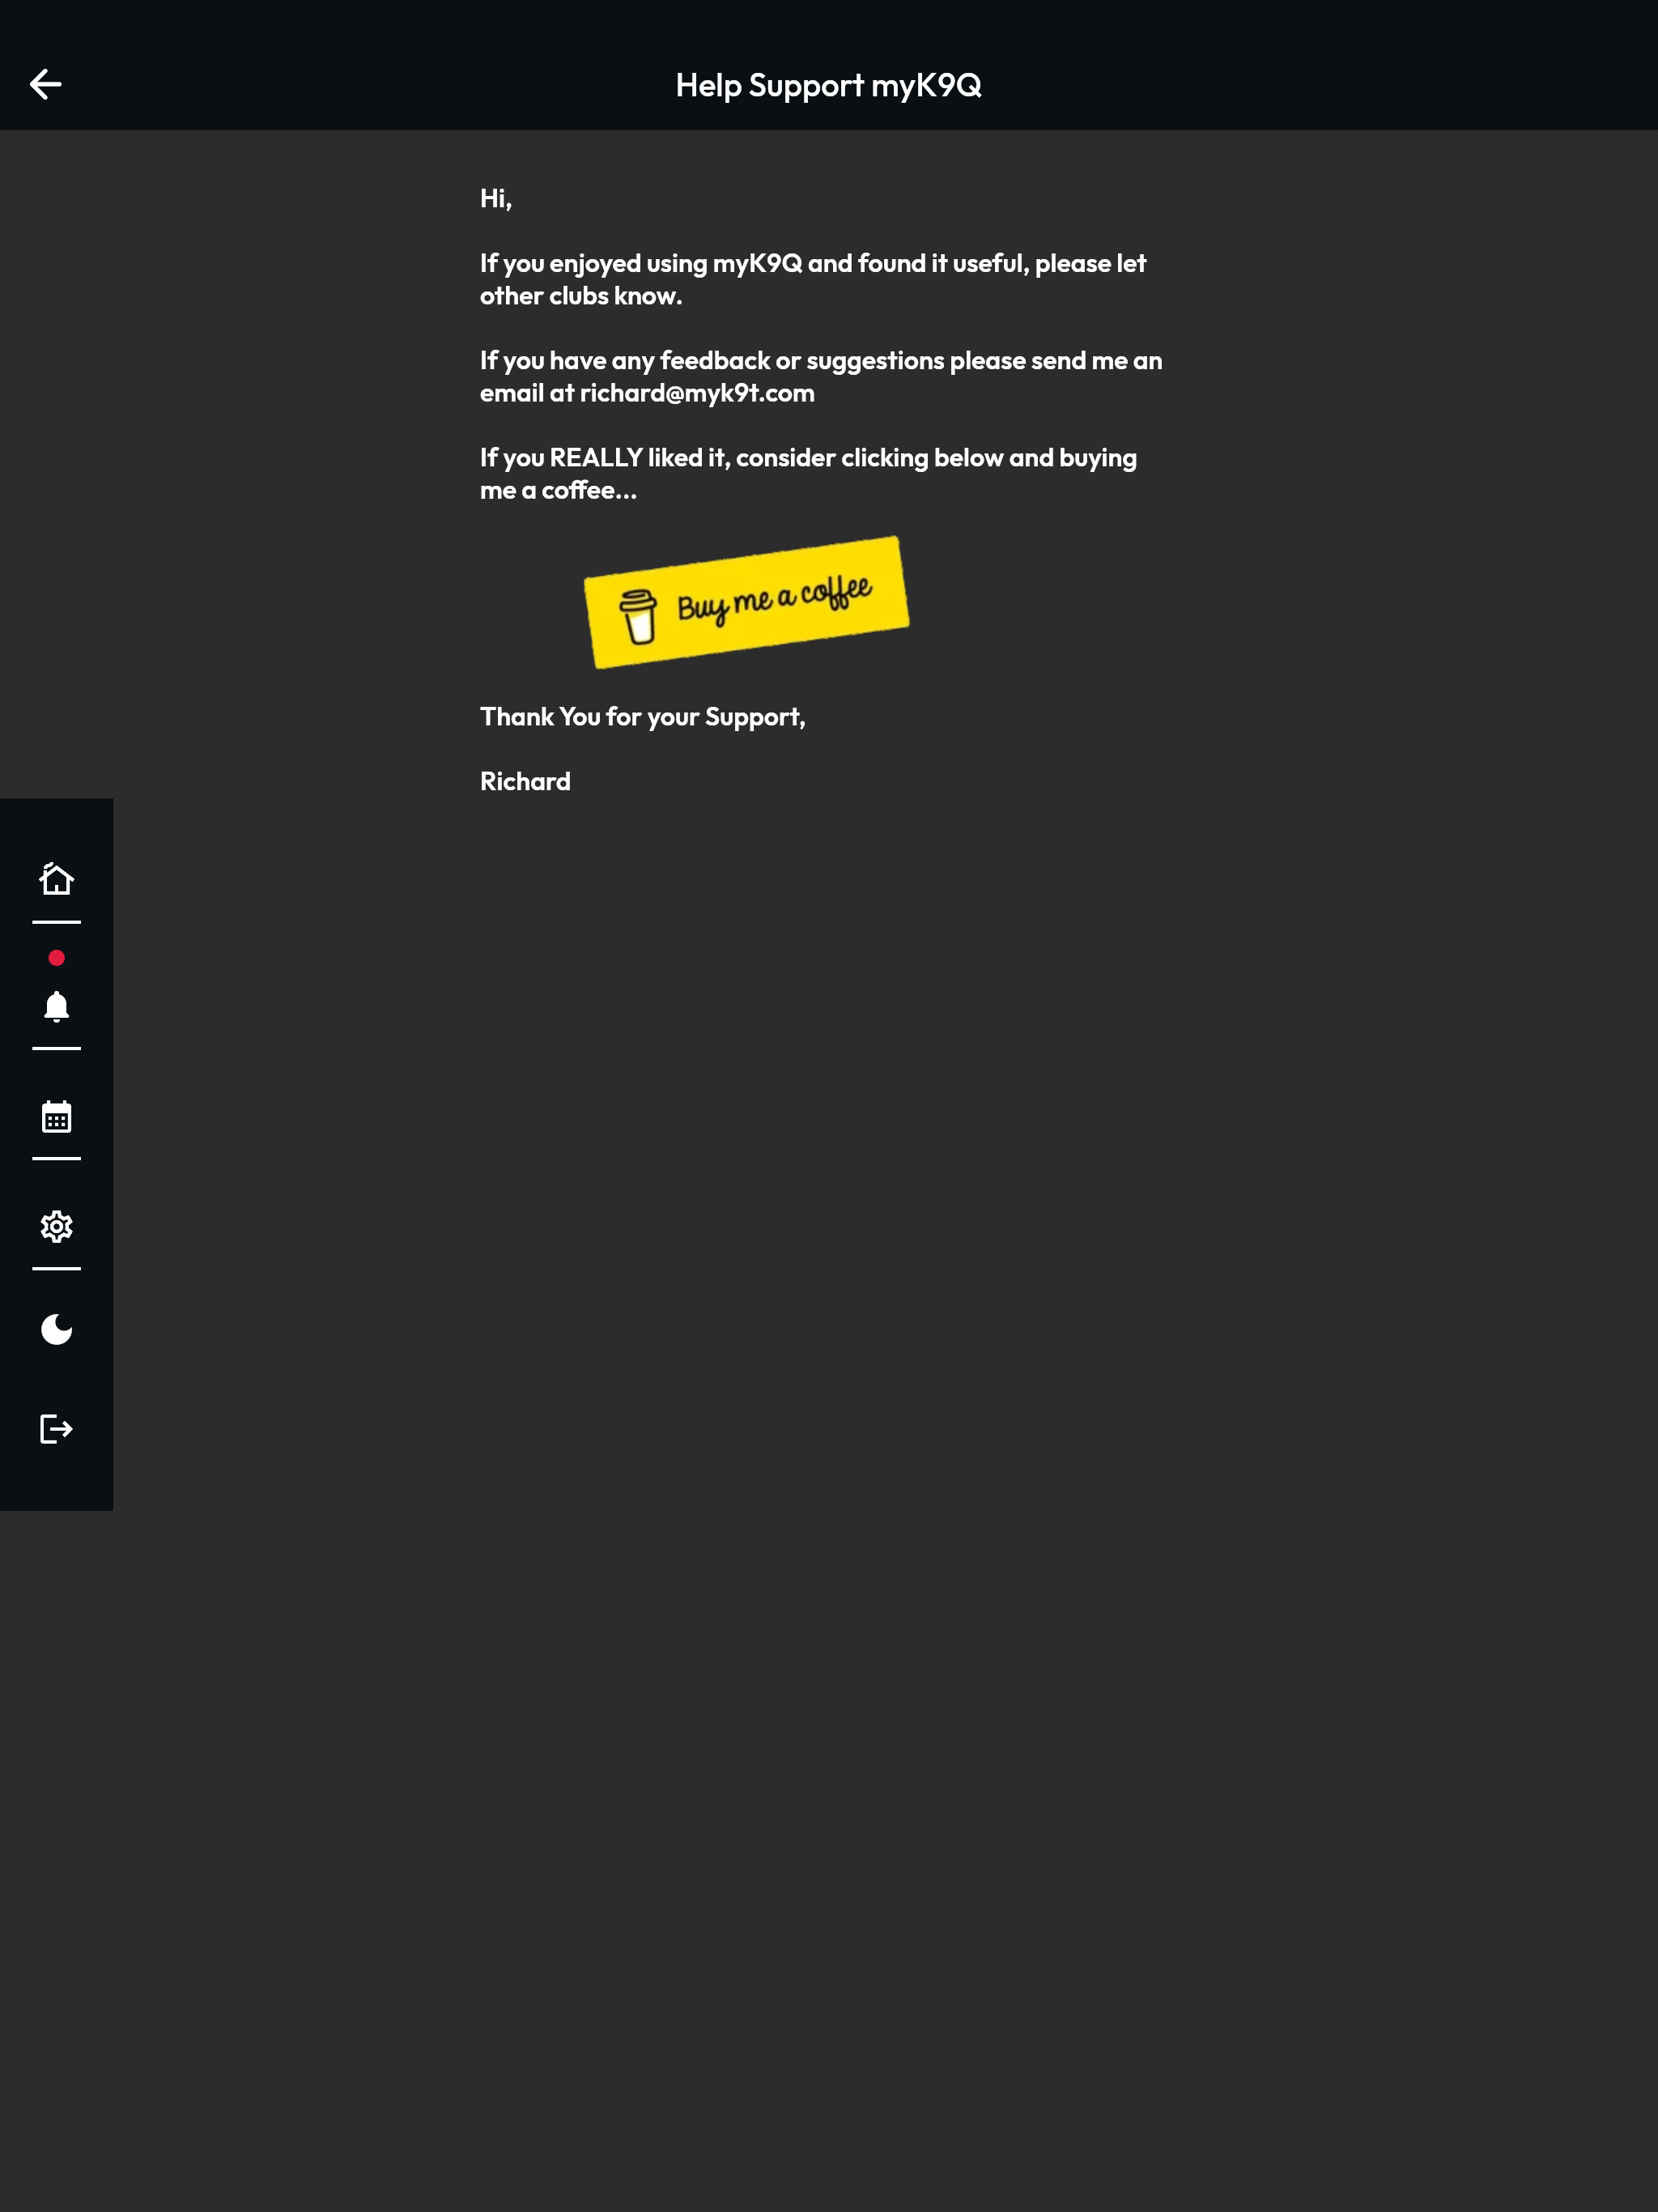 Help Support myK9Q
Hi,
If you enjoyed using myK9Q and found it useful, please let
other clubs know.
If you have any feedback or suggestions please send me an
email at richard@myk9t.com
If you REALLY liked it, consider clicking below and buying
me a coffee...
Buy me a coffee
Thank You for your Support,
Richard